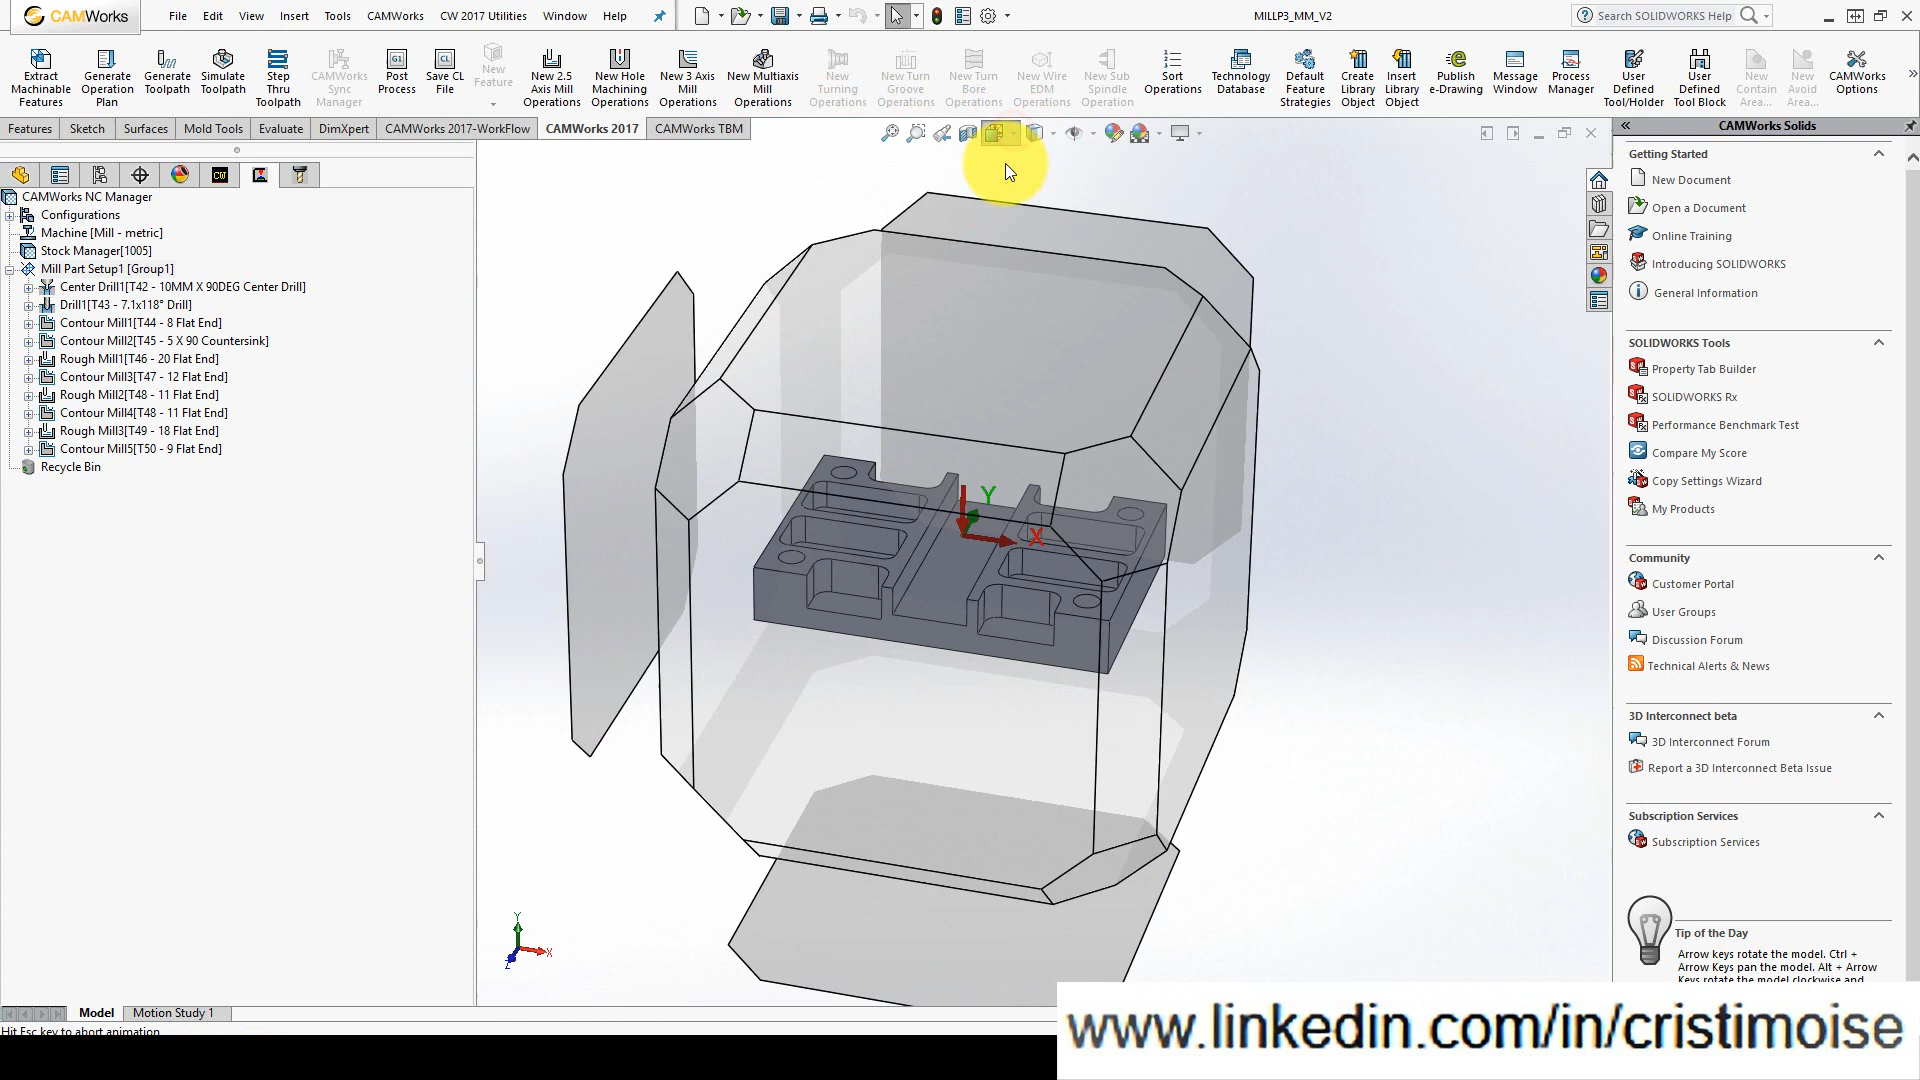 CAMWorks
File Edit View Insert Tools CAMWorks CW 2017 Utilities Window Help
MILLP3_MM_V2
Search SOLIDWORKS Help
Extract Machinable Features
Generate Operation Plan
Generate Toolpath
Simulate Toolpath
Step Thru Toolpath
CAMWorks Sync Manager
Post Process
Save CL File
New Feature
New 2.5 Axis Mill Operations
New Hole Machining Operations
New 3 Axis Mill Operations
New Multiaxis Mill Operations
New Turning Operations
New Turn Groove Operations
New Turn Bore Operations
New Wire EDM Operations
New Sub Spindle Operation
Sort Operations
Technology Database
Default Feature Strategies
Create Library Object
Insert Library Object
Publish e-Drawing
Message Window
Process Manager
User Defined Tool/Holder
User Defined Tool Block
New Contain Area...
New Avoid Area...
CAMWorks Options
Features Sketch Surfaces Mold Tools Evaluate DimXpert CAMWorks 2017-WorkFlow CAMWorks 2017 CAMWorks TBM
CAMWorks NC Manager
Configurations
Machine [Mill - metric]
Stock Manager[1005]
Mill Part Setup1 [Group1]
Center Drill1[T42 - 10MM X 90DEG Center Drill]
Drill1[T43 - 7.1x118° Drill]
Contour Mill1[T44 - 8 Flat End]
Contour Mill2[T45 - 5 X 90 Countersink]
Rough Mill1[T46 - 20 Flat End]
Contour Mill3[T47 - 12 Flat End]
Rough Mill2[T48 - 11 Flat End]
Contour Mill4[T48 - 11 Flat End]
Rough Mill3[T49 - 18 Flat End]
Contour Mill5[T50 - 9 Flat End]
Recycle Bin
Y
X
Y
X
Z
CAMWorks Solids
Getting Started
New Document
Open a Document
Online Training
Introducing SOLIDWORKS
General Information
SOLIDWORKS Tools
Property Tab Builder
SOLIDWORKS Rx
Performance Benchmark Test
Compare My Score
Copy Settings Wizard
My Products
Community
Customer Portal
User Groups
Discussion Forum
Technical Alerts & News
3D Interconnect beta
3D Interconnect Forum
Report a 3D Interconnect Beta Issue
Subscription Services
Subscription Services
Tip of the Day
Arrow keys rotate the model. Ctrl +
Arrow Keys pan the model. Alt + Arrow
Keys rotate the model clockwise and
Model Motion Study 1
Hit Esc key to abort animation
www.linkedin.com/in/cristimoise